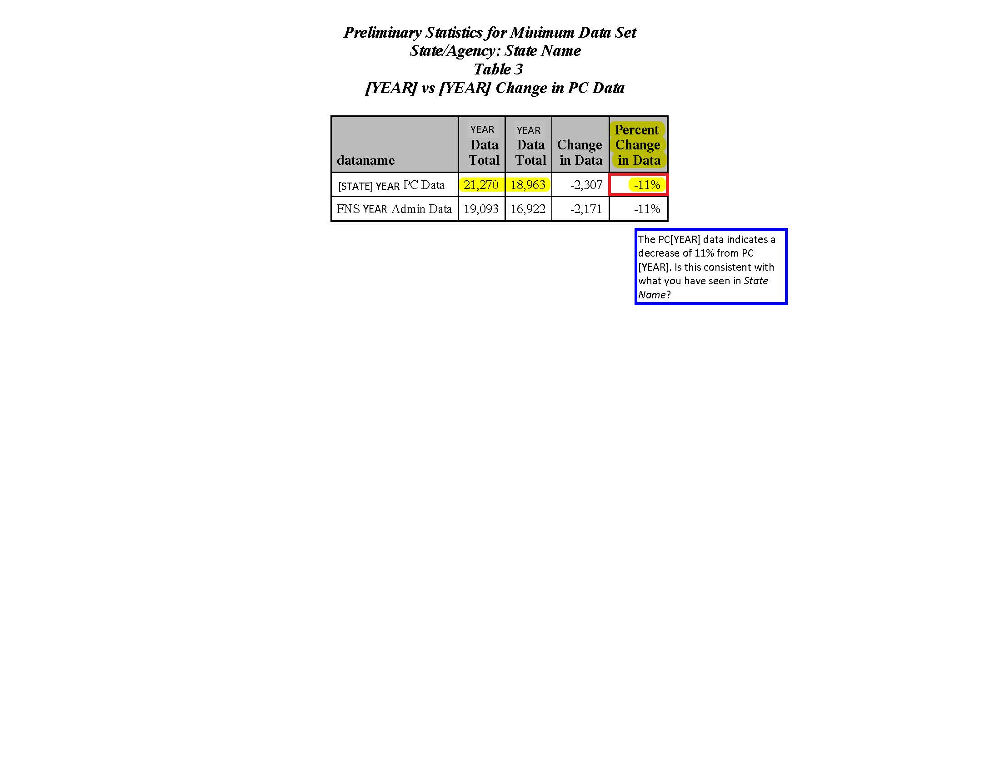 Preliminary Statistics for Minimum Data Set
State/Agency: State Name
Table 3
[YEAR] vs [YEAR] Change in PC Data
dataname YEAR Data Total YEAR Data Total Change in Data Percent Change in Data
[STATE] YEAR PC Data 21,270 18,963 -2,307 -11%
FNS YEAR Admin Data 19,093 16,922 -2,171 -11%
The PC[YEAR] data indicates a
decrease of 11% from PC
[YEAR]. Is this consistent with
what you have seen in State
Name?